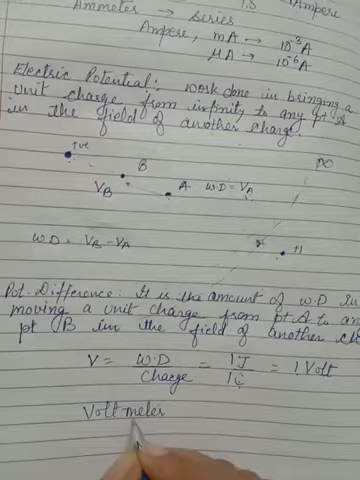 1.S
Ampere
Ammeter → series
Ampere, mA → 10⁻³A
μA → 10⁻⁶A
Electric Potential: work done in bringing a
unit charge from infinity to any pt A
in the field of another charge.
+ve
∞
B
VB
A W.D = VA
+1
W.D = VB - VA
Pot. Difference: It is the amount of W.D in
moving a unit charge from pt A to an
pt B in the field of another ch
V = W.D / Charge = 1J / 1C = 1 Volt
Voltmeter